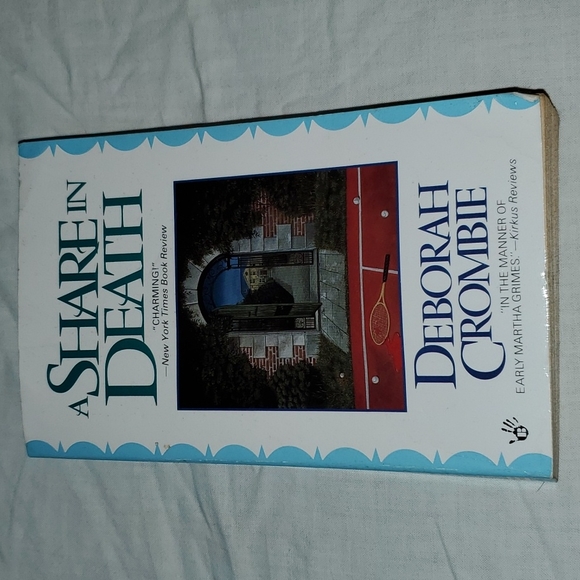 A SHARE IN
DEATH
"CHARMING!"
—New York Times Book Review
DEBORAH
CROMBIE
"IN THE MANNER OF
EARLY MARTHA GRIMES."—Kirkus Reviews